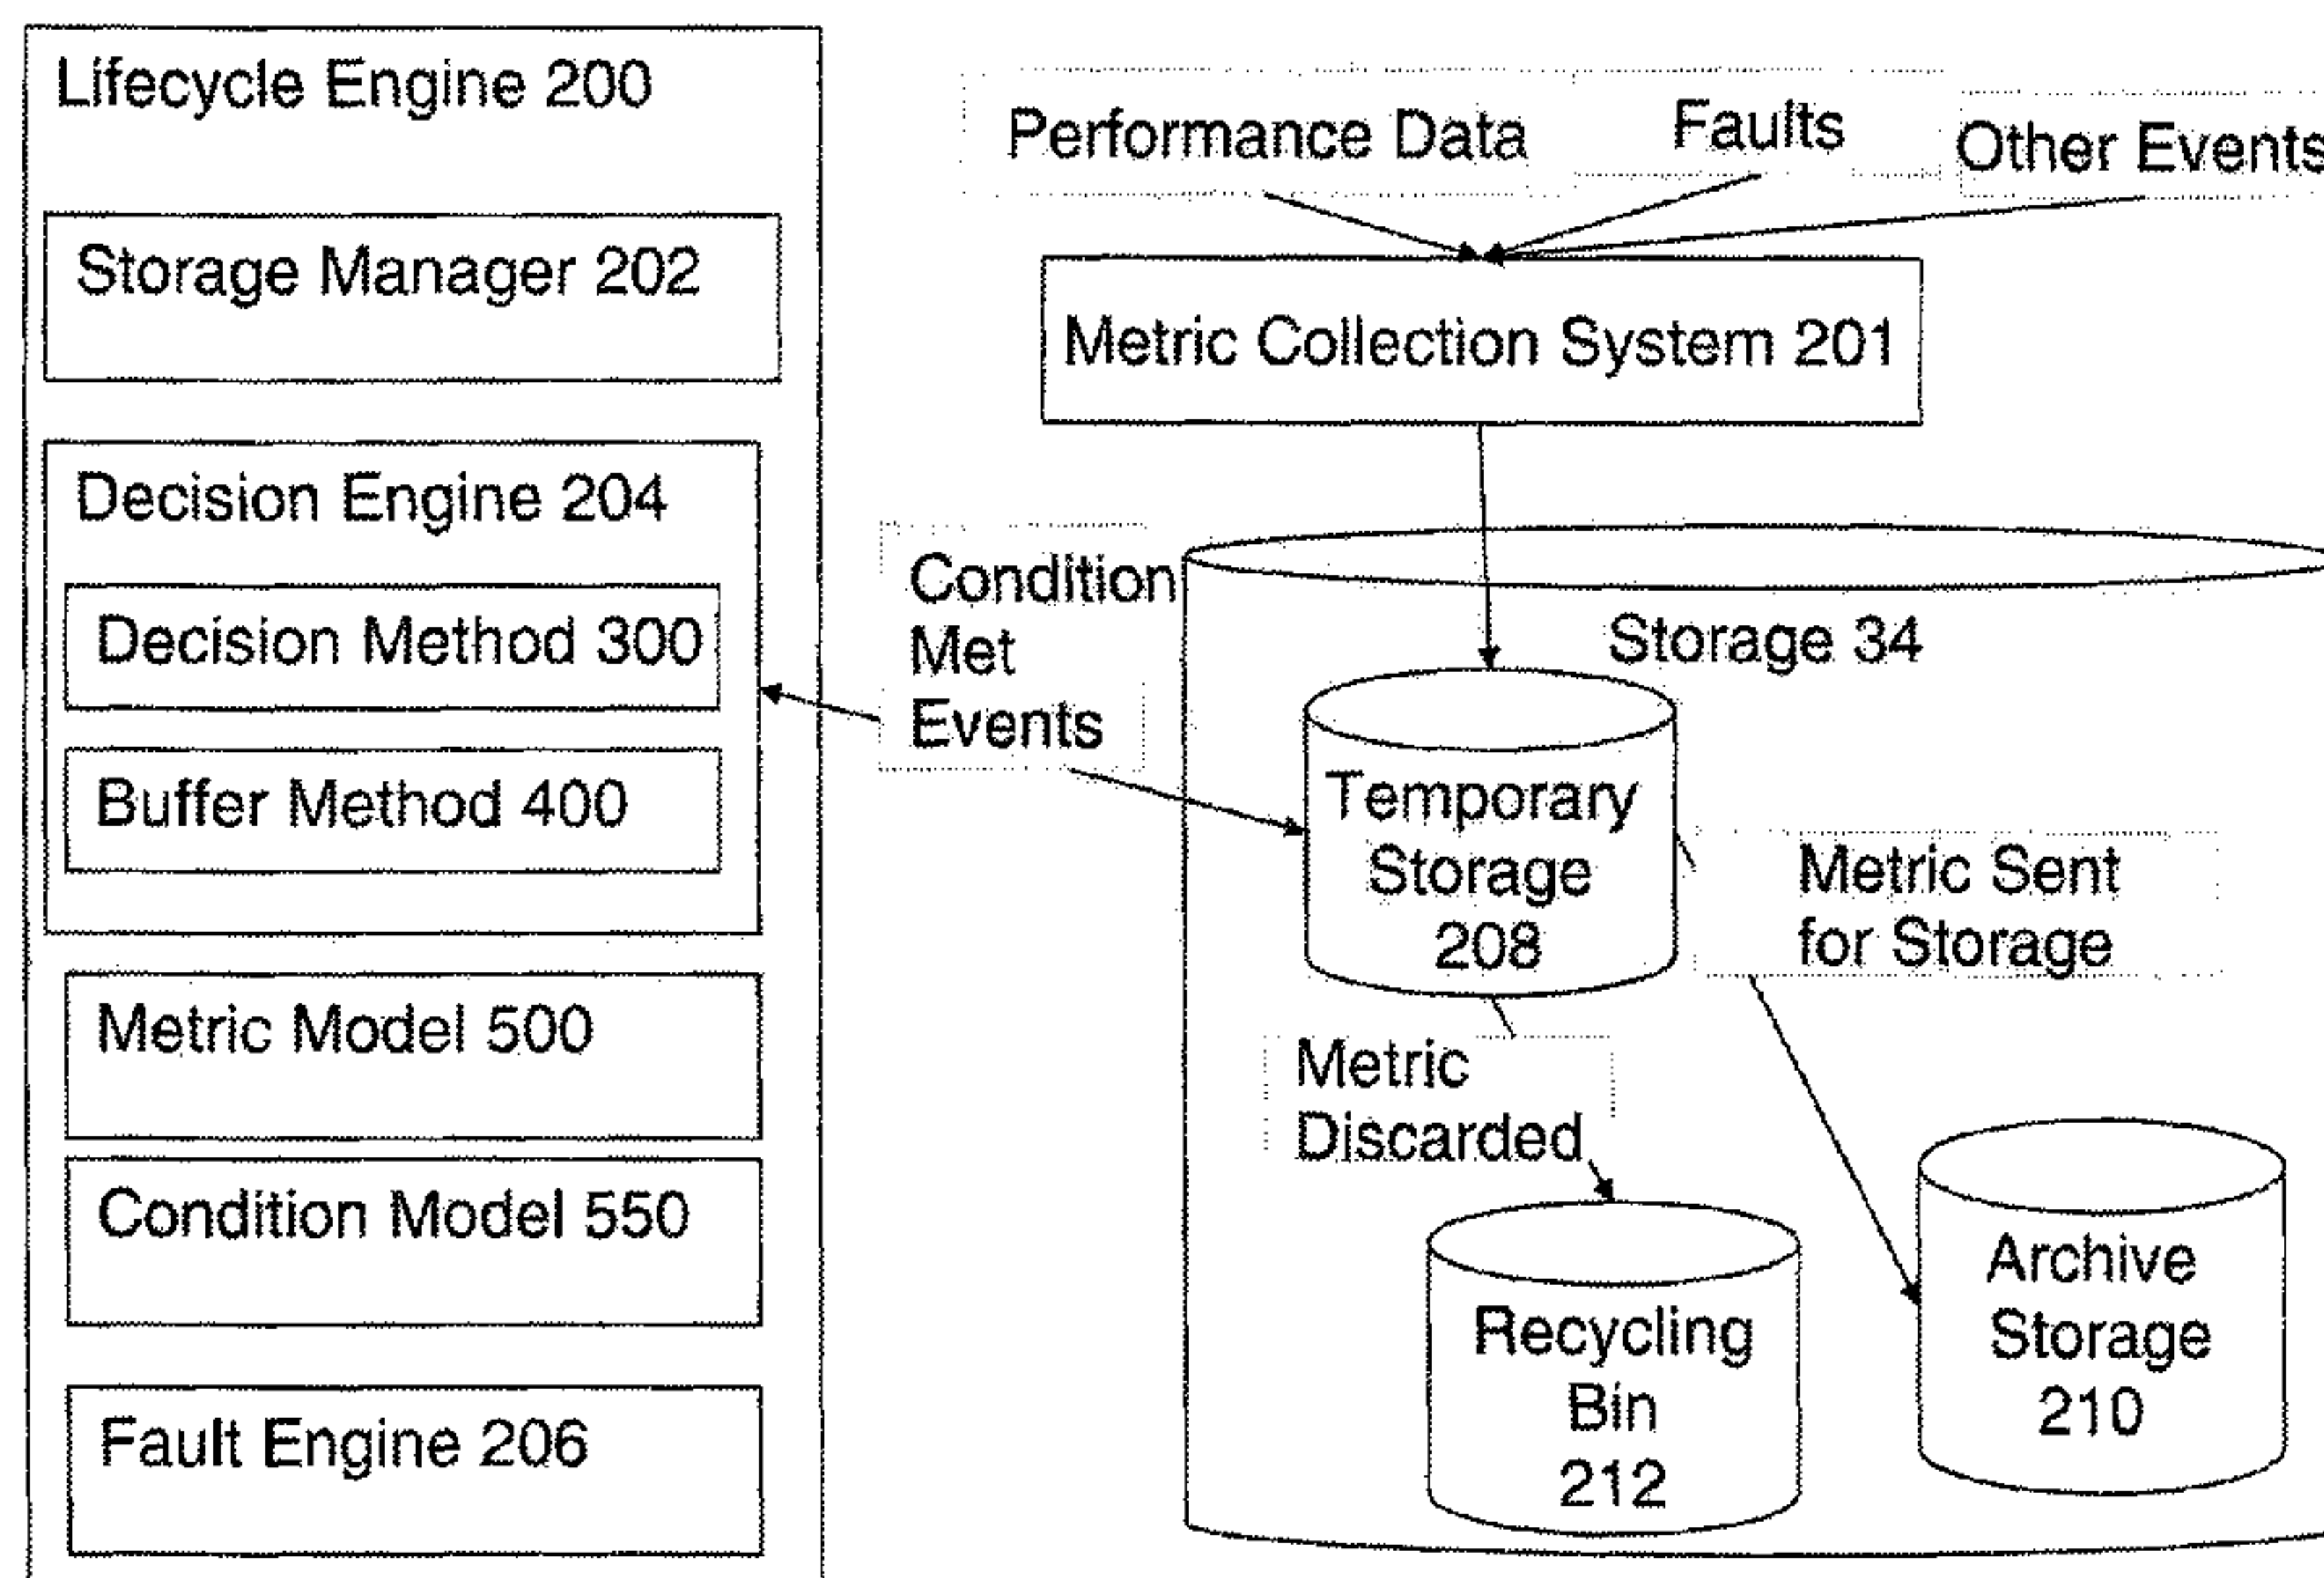 Lifecycle Engine 200
Storage Manager 202
Decision Engine 204
Decision Method 300
Buffer Method 400
Metric Model 500
Condition Model 550
Fault Engine 206
Performance Data
Faults
Other Events
Metric Collection System 201
Condition
Met
Events
Storage 34
Temporary
Storage
208
Metric Sent
for Storage
Metric
Discarded
Recycling
Bin
212
Archive
Storage
210